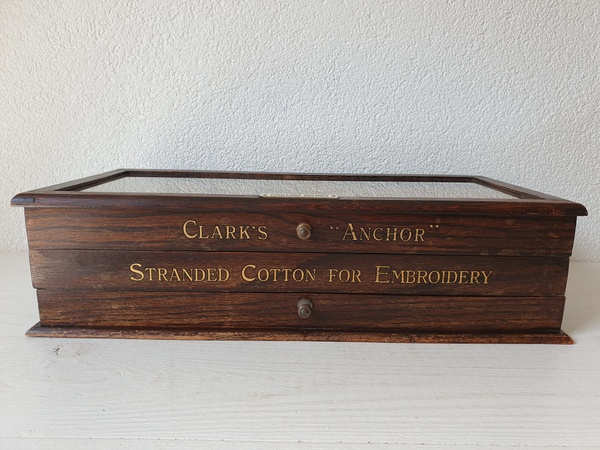 CLARK'S "ANCHOR"
STRANDED COTTON FOR EMBROIDERY